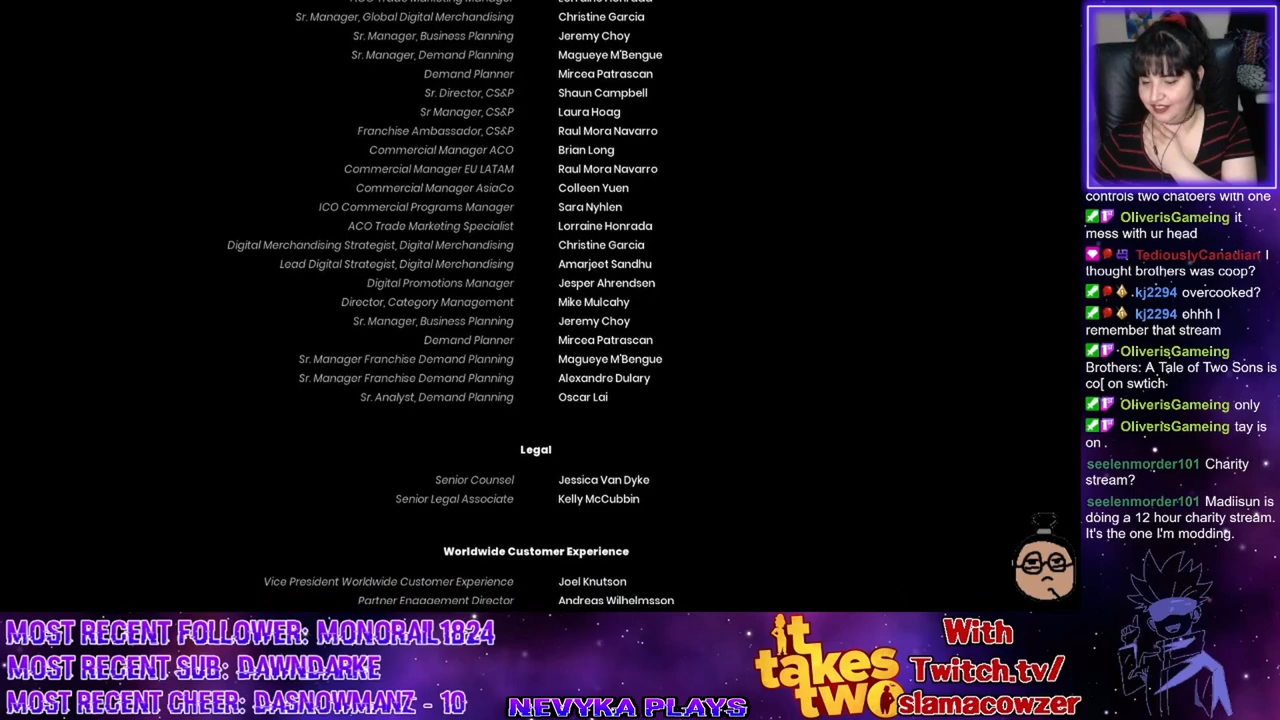 Sr. Manager, Global Digital Merchandising Christine Garcia
Sr. Manager, Business Planning Jeremy Choy
Sr. Manager, Demand Planning Magueye M'Bengue
Demand Planner Mircea Patrascan
Sr. Director, CS&P Shaun Campbell
Sr Manager, CS&P Laura Hoag
Franchise Ambassador, CS&P Raul Mora Navarro
Commercial Manager ACO Brian Long
Commercial Manager EU LATAM Raul Mora Navarro
Commercial Manager AsiaCo Colleen Yuen
ICO Commercial Programs Manager Sara Nyhlen
ACO Trade Marketing Specialist Lorraine Honrada
Digital Merchandising Strategist, Digital Merchandising Christine Garcia
Lead Digital Strategist, Digital Merchandising Amarjeet Sandhu
Digital Promotions Manager Jesper Ahrendsen
Director, Category Management Mike Mulcahy
Sr. Manager, Business Planning Jeremy Choy
Demand Planner Mircea Patrascan
Sr. Manager Franchise Demand Planning Magueye M'Bengue
Sr. Manager Franchise Demand Planning Alexandre Dulary
Sr. Analyst, Demand Planning Oscar Lai
Legal
Senior Counsel Jessica Van Dyke
Senior Legal Associate Kelly McCubbin
Worldwide Customer Experience
Vice President Worldwide Customer Experience Joel Knutson
Partner Engagement Director Andreas Wilhelmsson
controls two chatoers with one
OliverisGameing it
mess with ur head
TediouslyCanadian I
thought brothers was coop?
kj2294 overcooked?
kj2294 ohhh I
remember that stream
OliverisGameing
Brothers: A Tale of Two Sons is
co[ on swtich
OliverisGameing only
OliverisGameing tay is
on .
seelenmorder101 Charity
stream?
seelenmorder101 Madiisun is
doing a 12 hour charity stream.
It's the one I'm modding.
MOST RECENT FOLLOWER: MONORAIL1824
MOST RECENT SUB: DAWNDARKE
MOST RECENT CHEER: DASNOWMANZ - 10
NEVYKA PLAYS
it
takes
two
With
Twitch.tv/
slamacowzer